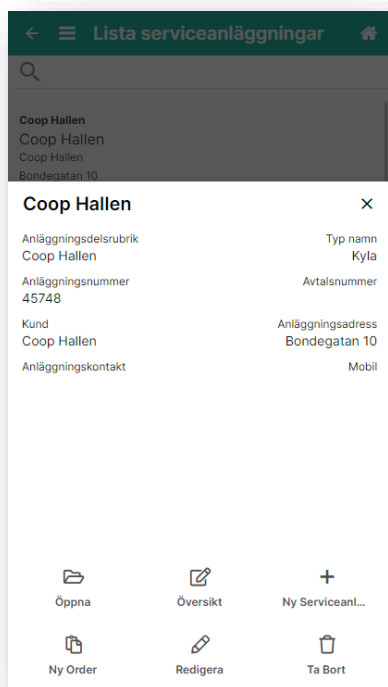 Lista serviceanläggningar
Coop Hallen
Coop Hallen
Coop Hallen
Bondegatan 10
Coop Hallen
Anläggningsdelsrubrik Typ namn
Coop Hallen Kyla
Anläggningsnummer Avtalsnummer
45748
Kund Anläggningsadress
Coop Hallen Bondegatan 10
Anläggningskontakt Mobil
Öppna Översikt Ny Serviceanl...
Ny Order Redigera Ta Bort